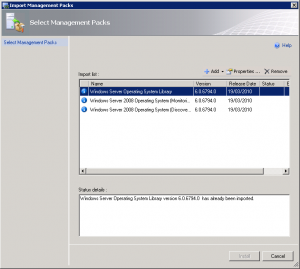 Import Management Packs
Select Management Packs
Select Management Packs
Help
Import list :
Add Properties ... Remove
Name Version Release Date Status E
Windows Server Operating System Library 6.0.6794.0 19/03/2010
Windows Server 2008 Operating System (Monitori... 6.0.6794.0 19/03/2010
Windows Server 2008 Operating System (Discove... 6.0.6794.0 19/03/2010
Status details :
Windows Server Operating System Library version 6.0.6794.0 has already been imported.
Install Cancel